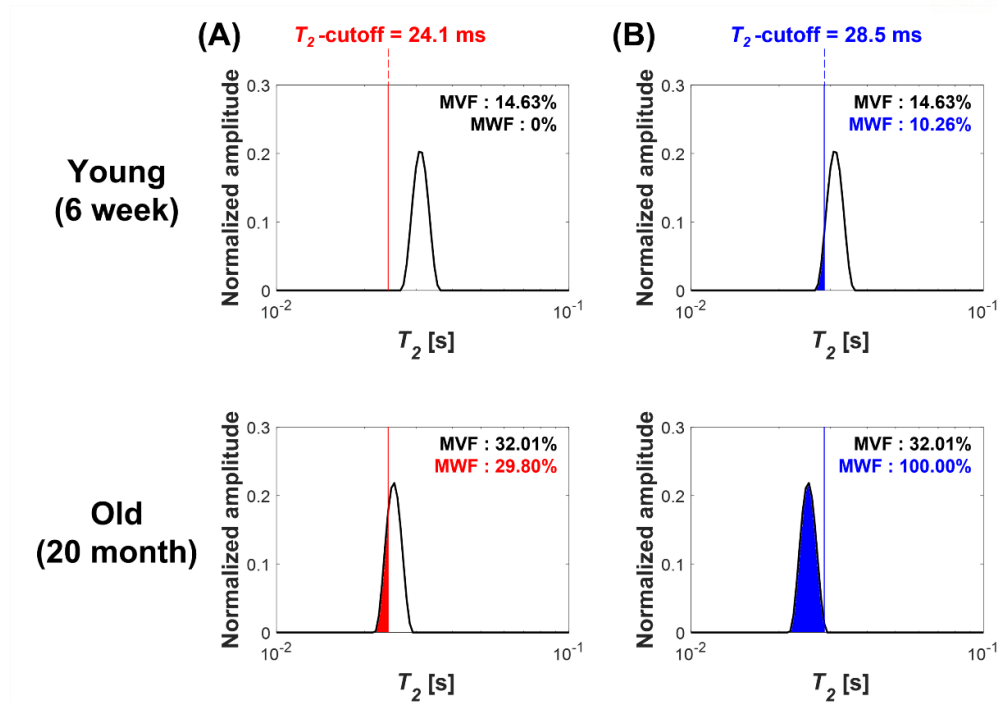 (A)
T2 -cutoff = 24.1 ms
(B)
T2 -cutoff = 28.5 ms
Young
(6 week)
Normalized amplitude
0.3
0.2
0.1
0
MVF : 14.63%
MWF : 0%
10-2
10-1
T2 [s]
Normalized amplitude
0.3
0.2
0.1
0
MVF : 14.63%
MWF : 10.26%
10-2
10-1
T2 [s]
Old
(20 month)
Normalized amplitude
0.3
0.2
0.1
0
MVF : 32.01%
MWF : 29.80%
10-2
10-1
T2 [s]
Normalized amplitude
0.3
0.2
0.1
0
MVF : 32.01%
MWF : 100.00%
10-2
10-1
T2 [s]